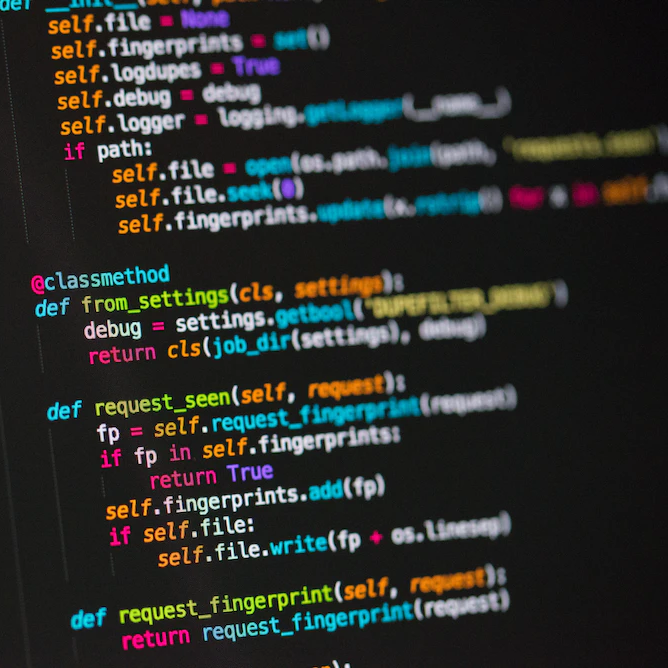 def __init__(self,
self.file = None
self.fingerprints = set()
self.logdupes = True
self.debug = debug
self.logger = logging.getLogger(__name__)
if path:
self.file = open(os.path.join(path, 'requests.seen'
self.file.seek(0)
self.fingerprints.update(x.rstrip() for x in self.
@classmethod
def from_settings(cls, settings):
debug = settings.getbool('DUPEFILTER_DEBUG')
return cls(job_dir(settings), debug)
def request_seen(self, request):
fp = self.request_fingerprint(request)
if fp in self.fingerprints:
return True
self.fingerprints.add(fp)
if self.file:
self.file.write(fp + os.linesep)
def request_fingerprint(self, request):
return request_fingerprint(request)